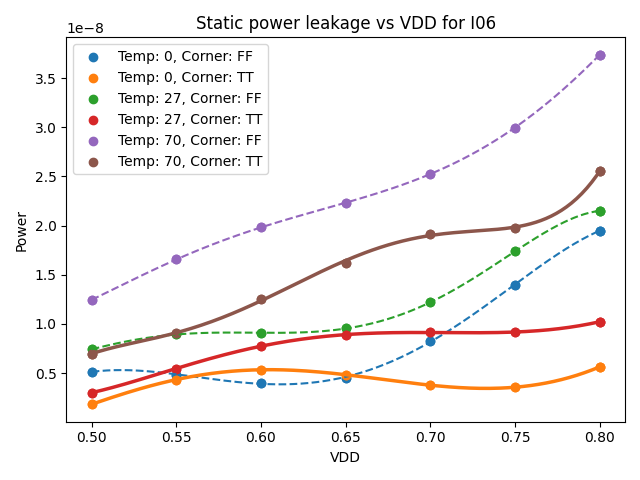 Static power leakage vs VDD for I06
1e−8
Temp: 0, Corner: FF
Temp: 0, Corner: TT
Temp: 27, Corner: FF
Temp: 27, Corner: TT
Temp: 70, Corner: FF
Temp: 70, Corner: TT
3.5
3.0
2.5
2.0
1.5
1.0
0.5
Power
0.50 0.55 0.60 0.65 0.70 0.75 0.80
VDD